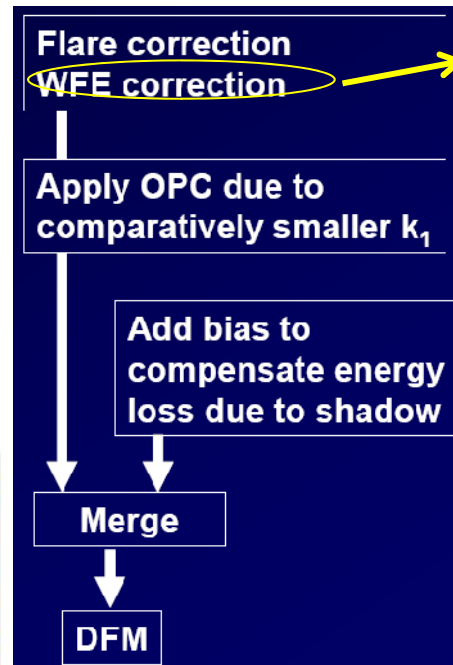 Flare correction
WFE correction
Apply OPC due to
comparatively smaller k₁
Add bias to
compensate energy
loss due to shadow
Merge
DFM